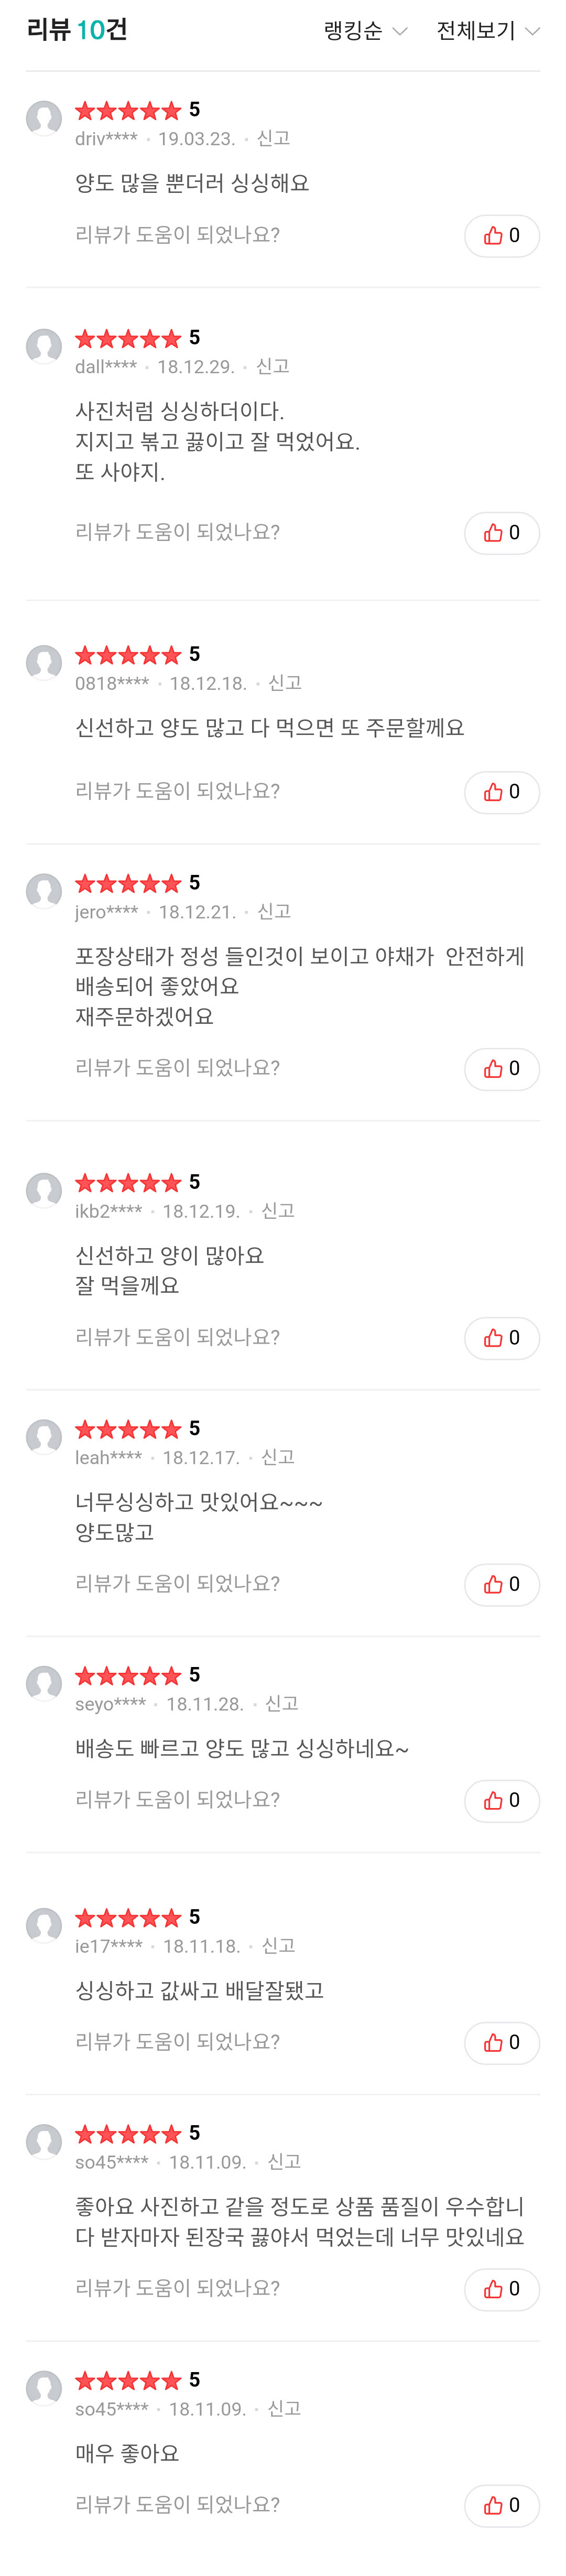 리뷰 10건
랭킹순 전체보기
5
driv**** · 19.03.23. · 신고
양도 많을 뿐더러 싱싱해요
리뷰가 도움이 되었나요? 0
5
dall**** · 18.12.29. · 신고
사진처럼 싱싱하더이다.
지지고 볶고 끓이고 잘 먹었어요.
또 사야지.
리뷰가 도움이 되었나요? 0
5
0818**** · 18.12.18. · 신고
신선하고 양도 많고 다 먹으면 또 주문할께요
리뷰가 도움이 되었나요? 0
5
jero**** · 18.12.21. · 신고
포장상태가 정성 들인것이 보이고 야채가  안전하게
배송되어 좋았어요
재주문하겠어요
리뷰가 도움이 되었나요? 0
5
ikb2**** · 18.12.19. · 신고
신선하고 양이 많아요
잘 먹을께요
리뷰가 도움이 되었나요? 0
5
leah**** · 18.12.17. · 신고
너무싱싱하고 맛있어요~~~
양도많고
리뷰가 도움이 되었나요? 0
5
seyo**** · 18.11.28. · 신고
배송도 빠르고 양도 많고 싱싱하네요~
리뷰가 도움이 되었나요? 0
5
ie17**** · 18.11.18. · 신고
싱싱하고 값싸고 배달잘됐고
리뷰가 도움이 되었나요? 0
5
so45**** · 18.11.09. · 신고
좋아요 사진하고 같을 정도로 상품 품질이 우수합니
다 받자마자 된장국 끓야서 먹었는데 너무 맛있네요
리뷰가 도움이 되었나요? 0
5
so45**** · 18.11.09. · 신고
매우 좋아요
리뷰가 도움이 되었나요? 0